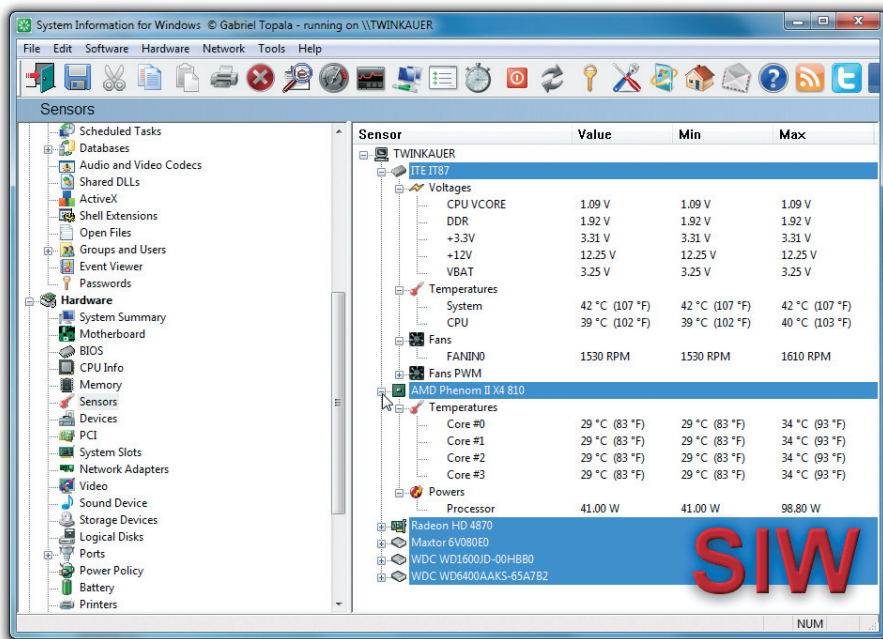 System Information for Windows © Gabriel Topala - running on \\TWINKAUER
File Edit Software Hardware Network Tools Help
Sensors
Scheduled Tasks
Databases
Audio and Video Codecs
Shared DLLs
ActiveX
Shell Extensions
Open Files
Groups and Users
Event Viewer
Passwords
Hardware
System Summary
Motherboard
BIOS
CPU Info
Memory
Sensors
Devices
PCI
System Slots
Network Adapters
Video
Sound Device
Storage Devices
Logical Disks
Ports
Power Policy
Battery
Printers
Sensor Value Min Max
TWINKAUER
ITE IT87
Voltages
CPU VCORE 1.09 V 1.09 V 1.09 V
DDR 1.92 V 1.92 V 1.92 V
+3.3V 3.31 V 3.31 V 3.31 V
+12V 12.25 V 12.25 V 12.25 V
VBAT 3.25 V 3.25 V 3.25 V
Temperatures
System 42 °C (107 °F) 42 °C (107 °F) 42 °C (107 °F)
CPU 39 °C (102 °F) 39 °C (102 °F) 40 °C (103 °F)
Fans
FANIN0 1530 RPM 1530 RPM 1610 RPM
Fans PWM
AMD Phenom II X4 810
Temperatures
Core #0 29 °C (83 °F) 29 °C (83 °F) 34 °C (93 °F)
Core #1 29 °C (83 °F) 29 °C (83 °F) 34 °C (93 °F)
Core #2 29 °C (83 °F) 29 °C (83 °F) 34 °C (93 °F)
Core #3 29 °C (83 °F) 29 °C (83 °F) 34 °C (93 °F)
Powers
Processor 41.00 W 41.00 W 98.80 W
Radeon HD 4870
Maxtor 6V080E0
WDC WD1600JD-00HBB0
WDC WD6400AAKS-65A7B2
SIW
NUM